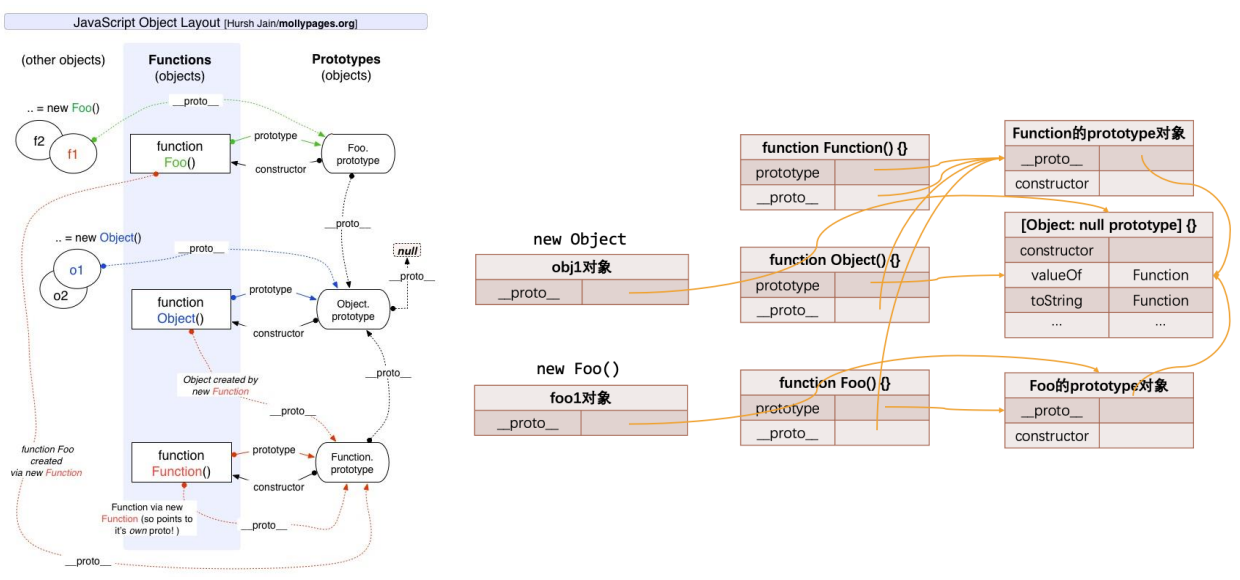 JavaScript Object Layout [Hursh Jain/mollypages.org]
(other objects)
Functions
(objects)
Prototypes
(objects)
.. = new Foo()
__proto__
f2
f1
function
Foo()
prototype
constructor
Foo.
prototype
__proto__
.. = new Object()
__proto__
null
__proto__
o1
o2
function
Object()
prototype
constructor
Object.
prototype
Object created by
new Function
__proto__
__proto__
function Foo
created
via new Function
function
Function()
prototype
constructor
Function.
prototype
Function via new
Function (so points to
it's own proto! )
__proto__
__proto__
new Object
obj1对象
__proto__
new Foo()
foo1对象
__proto__
function Function() {}
prototype
__proto__
function Object() {}
prototype
__proto__
function Foo() {}
prototype
__proto__
Function的prototype对象
__proto__
constructor
[Object: null prototype] {}
constructor
valueOf Function
toString Function
... ...
Foo的prototype对象
__proto__
constructor